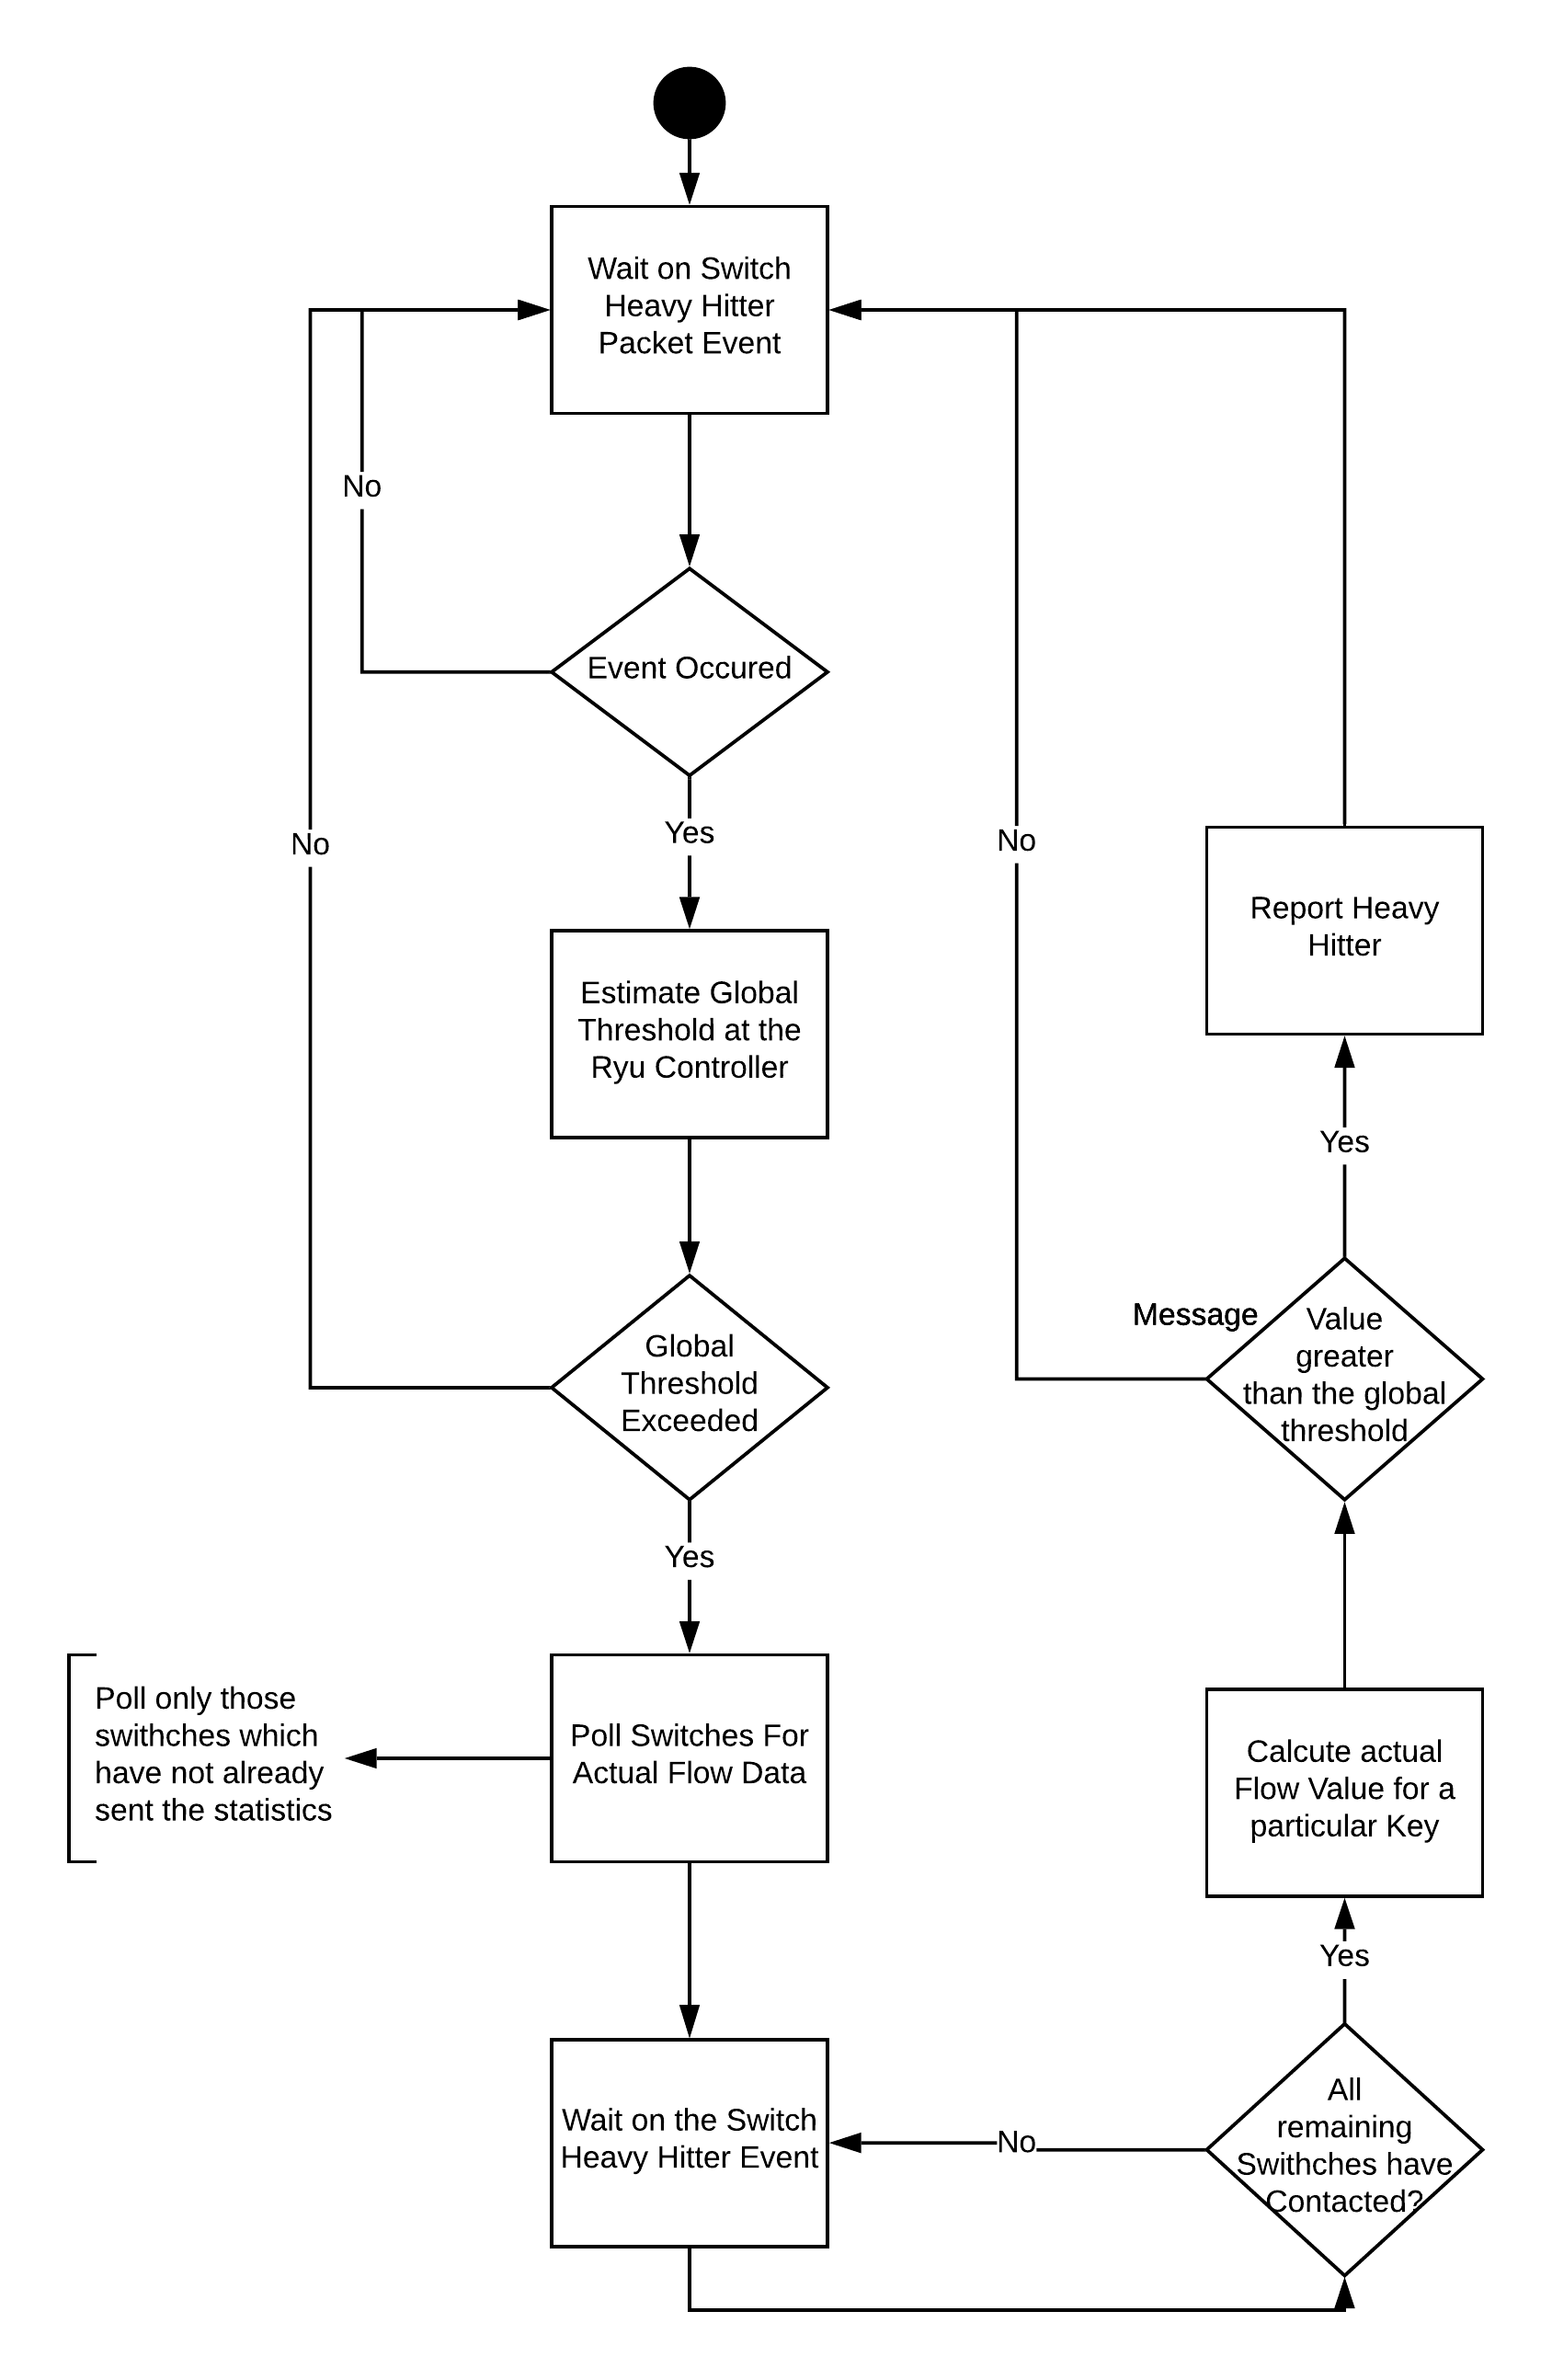 Wait on Switch
Heavy Hitter
Packet Event
No
Event Occured
Yes
No
No
Report Heavy
Hitter
Estimate Global
Threshold at the
Ryu Controller
Yes
Message
Value
greater
than the global
threshold
Global
Threshold
Exceeded
Yes
Poll only those
swithches which
have not already
sent the statistics
Poll Switches For
Actual Flow Data
Calcute actual
Flow Value for a
particular Key
Yes
Wait on the Switch
Heavy Hitter Event
No
All
remaining
Swithches have
Contacted?